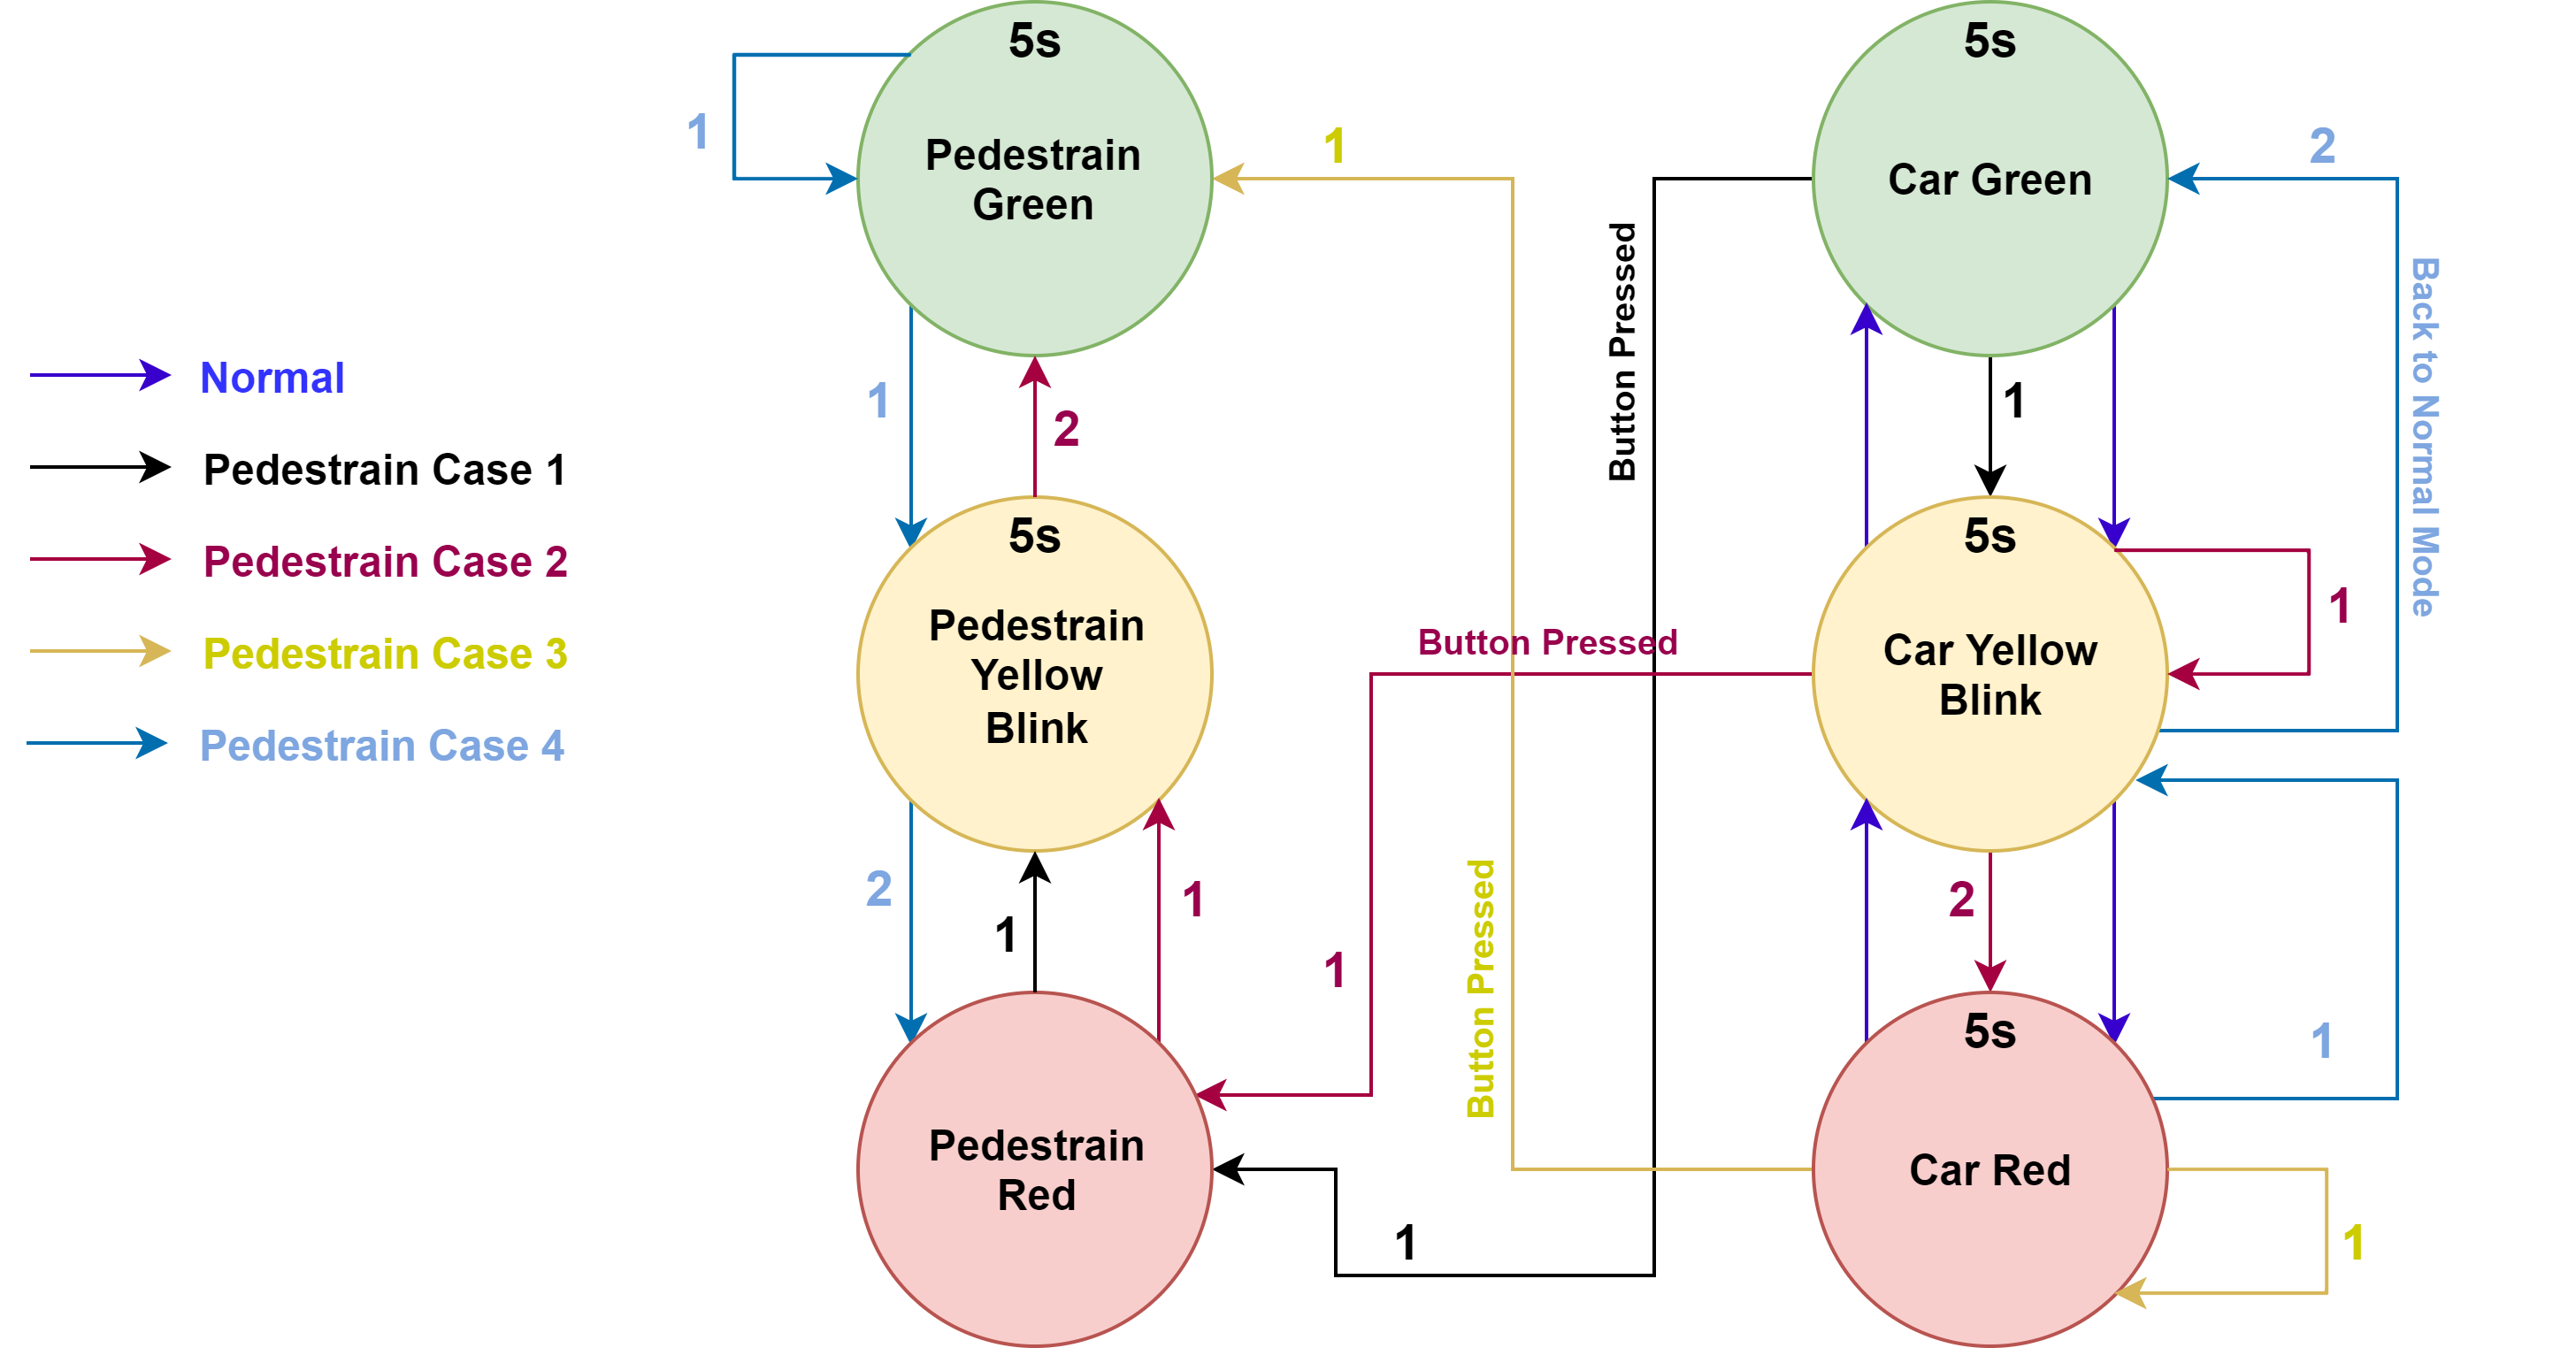 Normal
Pedestrain Case 1
Pedestrain Case 2
Pedestrain Case 3
Pedestrain Case 4
5s
Pedestrain
Green
1
1
2
5s
Pedestrain
Yellow
Blink
2
1
1
Pedestrain
Red
1
Button Pressed
Button Pressed
1
Button Pressed
1
5s
Car Green
1
2
Back to Normal Mode
5s
Car Yellow
Blink
1
2
1
5s
Car Red
1